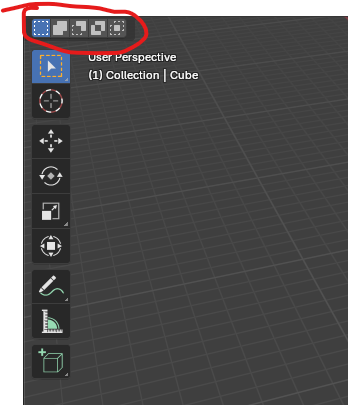 User Perspective
(1) Collection | Cube